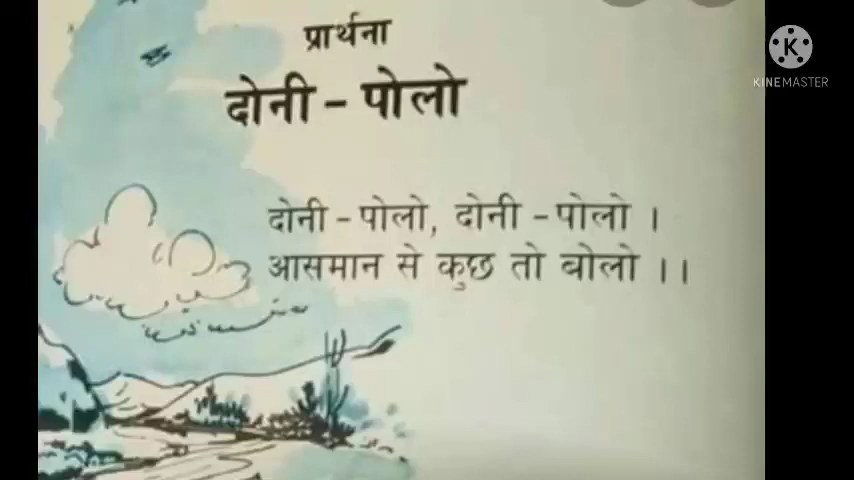 प्रार्थना
दोनी - पोलो
दोनी - पोलो, दोनी - पोलो ।
आसमान से कुछ तो बोलो ।।
K
KINEMASTER